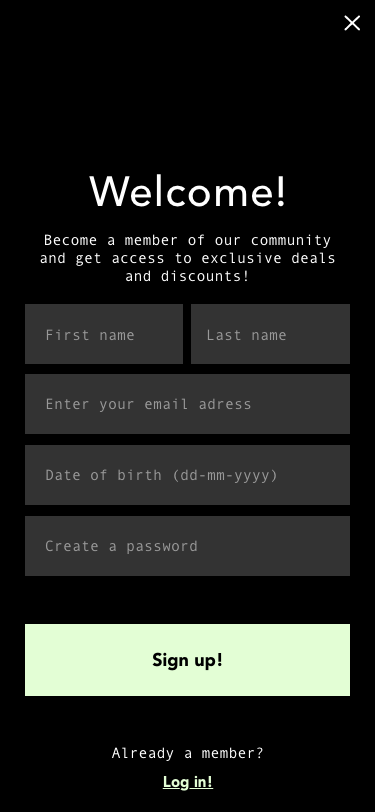 Welcome!
Become a member of our community
and get access to exclusive deals
and discounts!
First name
Last name
Enter your email adress
Date of birth (dd-mm-yyyy)
Create a password
Sign up!
Already a member?
Log in!